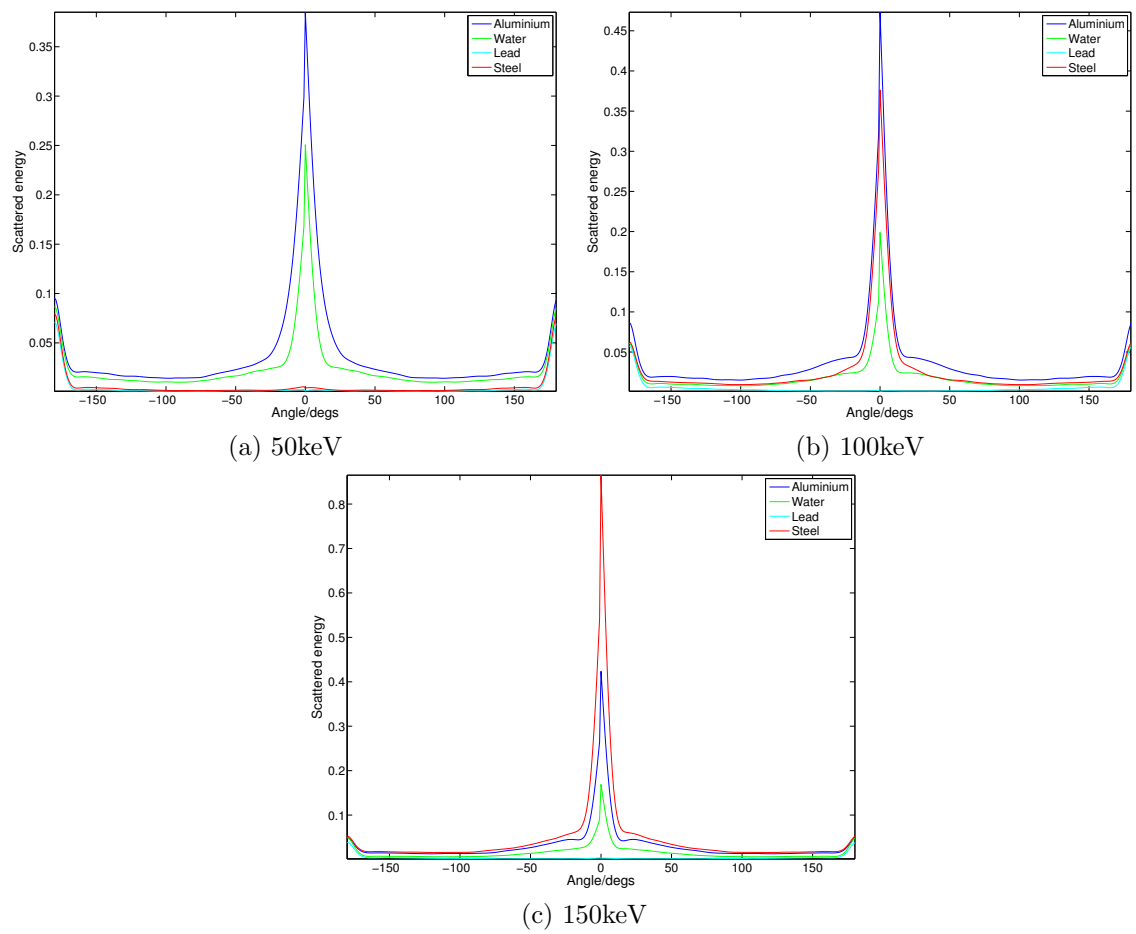 Scattered energy
0.35
0.3
0.25
0.2
0.15
0.1
0.05
−150
−100
−50
0
50
100
150
Angle/degs
Aluminium
Water
Lead
Steel
(a) 50keV
Scattered energy
0.45
0.4
0.35
0.3
0.25
0.2
0.15
0.1
0.05
−150
−100
−50
0
50
100
150
Angle/degs
Aluminium
Water
Lead
Steel
(b) 100keV
Scattered energy
0.8
0.7
0.6
0.5
0.4
0.3
0.2
0.1
−150
−100
−50
0
50
100
150
Angle/degs
Aluminium
Water
Lead
Steel
(c) 150keV